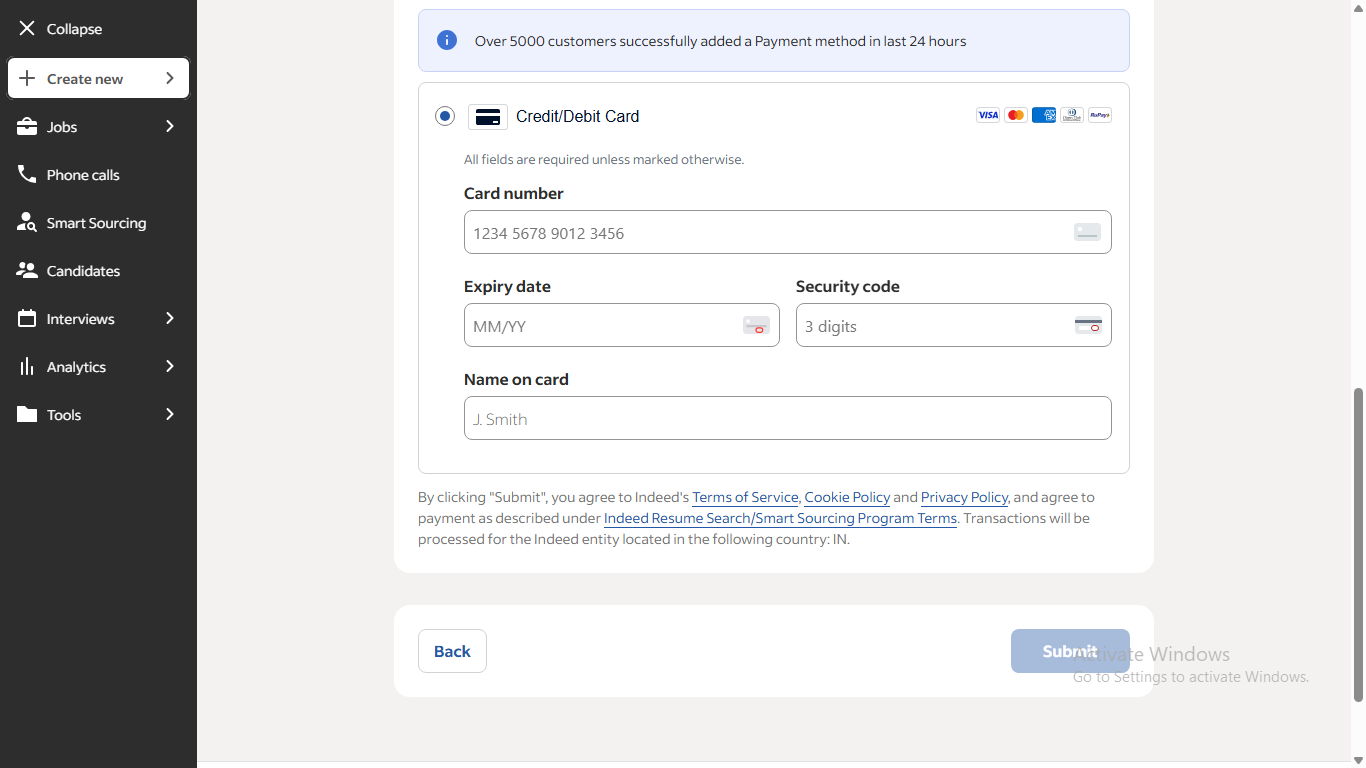 Collapse
Create new
Jobs
Phone calls
Smart Sourcing
Candidates
Interviews
Analytics
Tools
Over 5000 customers successfully added a Payment method in last 24 hours
Credit/Debit Card
VISA
RuPay
All fields are required unless marked otherwise.
Card number
1234 5678 9012 3456
Expiry date
Security code
MM/YY
3 digits
Name on card
J. Smith
By clicking "Submit", you agree to Indeed's Terms of Service, Cookie Policy and Privacy Policy, and agree to
payment as described under Indeed Resume Search/Smart Sourcing Program Terms. Transactions will be
processed for the Indeed entity located in the following country: IN.
Back
Submit
Activate Windows
Go to Settings to activate Windows.